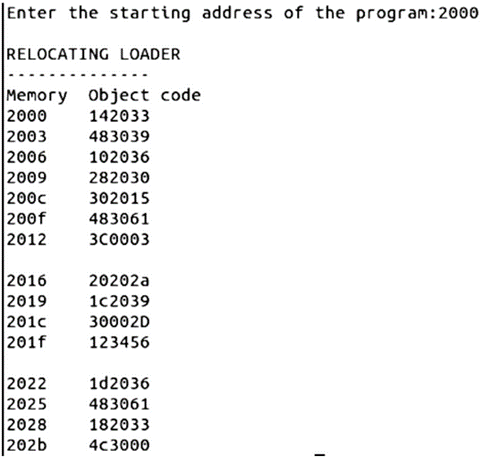 Enter the starting address of the program:2000
RELOCATING LOADER
--------------
Memory  Object code
2000    142033
2003    483039
2006    102036
2009    282030
200c    302015
200f    483061
2012    3C0003
2016    20202a
2019    1c2039
201c    30002D
201f    123456
2022    1d2036
2025    483061
2028    182033
202b    4c3000